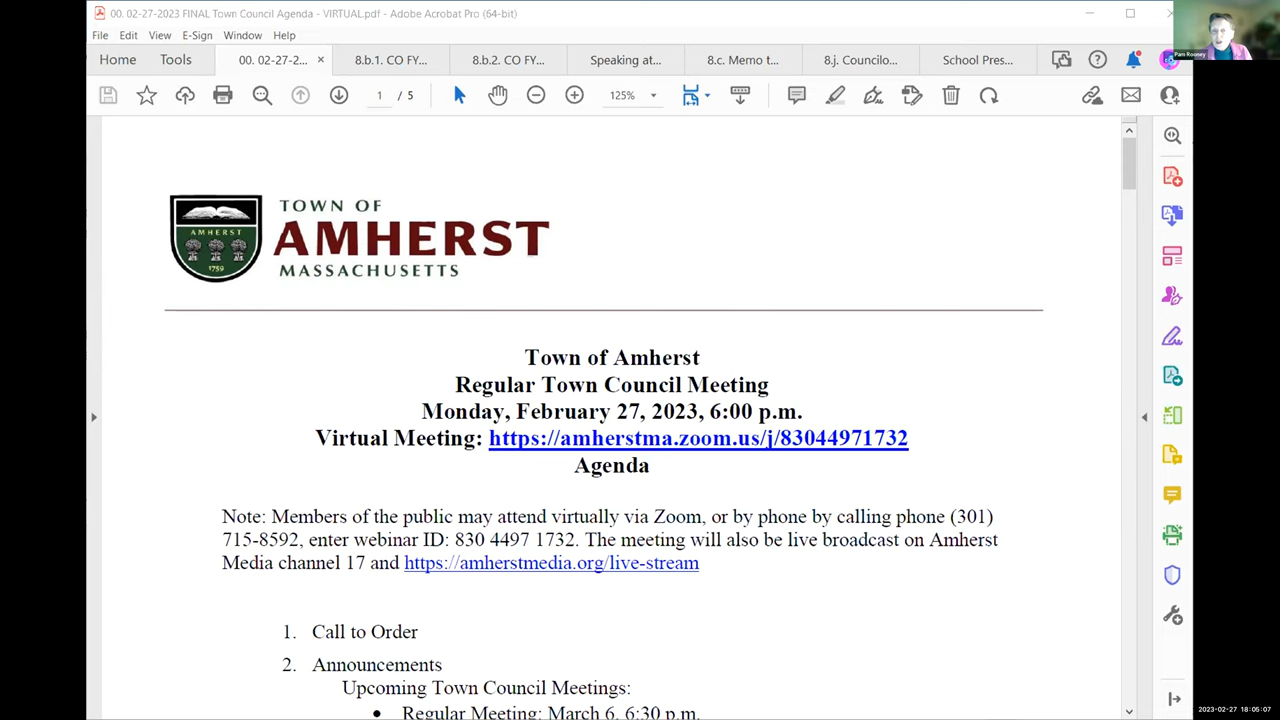 00. 02-27-2023 FINAL Town Council Agenda - VIRTUAL.pdf - Adobe Acrobat Pro (64-bit)
File Edit View E-Sign Window Help
Home Tools 00. 02-27-2... × 8.b.1. CO FY... CO FY... Speaking at... 8.c. Memo... 8.j. Councilo... School Pres...
1 / 5 125%
Pam Rooney
AMHERST
1759
TOWN OF
AMHERST
MASSACHUSETTS
Town of Amherst
Regular Town Council Meeting
Monday, February 27, 2023, 6:00 p.m.
Virtual Meeting: https://amherstma.zoom.us/j/83044971732
Agenda
Note: Members of the public may attend virtually via Zoom, or by phone by calling phone (301)
715-8592, enter webinar ID: 830 4497 1732. The meeting will also be live broadcast on Amherst
Media channel 17 and https://amherstmedia.org/live-stream
1. Call to Order
2. Announcements
Upcoming Town Council Meetings:
• Regular Meeting: March 6, 6:30 p.m.
2023-02-27 18:05:07